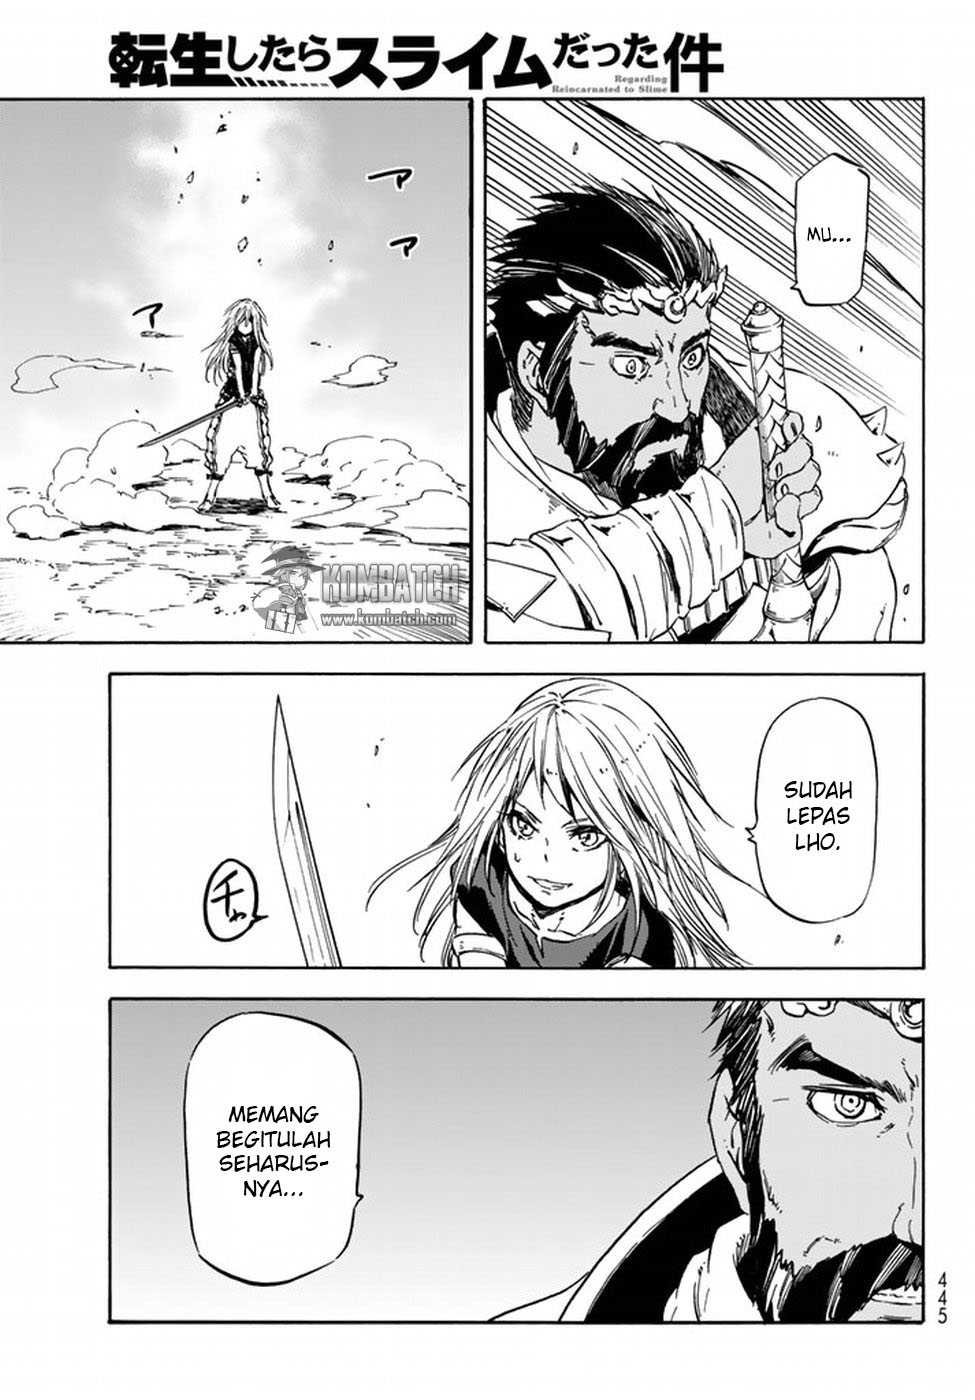 転生したらスライムだった件
Regarding
Reincarnated to Slime
MU...
ア
ア
ア
KOMBATCH
www.kombatch.com
SUDAH
LEPAS
LHO.
チャ
MEMANG
BEGITULAH
SEHARUS-
NYA...
445